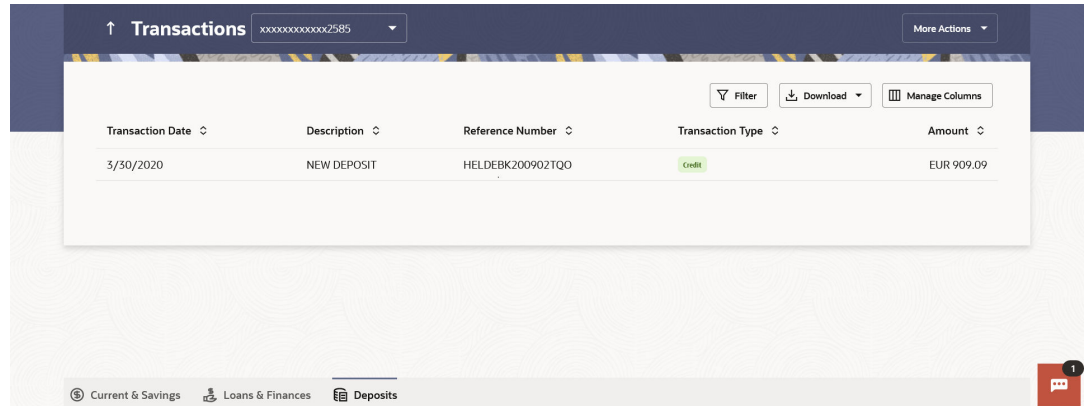 ↑ Transactions xxxxxxxxxxxx2585 More Actions
Filter Download Manage Columns
Transaction Date Description Reference Number Transaction Type Amount
3/30/2020 NEW DEPOSIT HELDEBK200902TQO Credit EUR 909.09
Current & Savings Loans & Finances Deposits
1